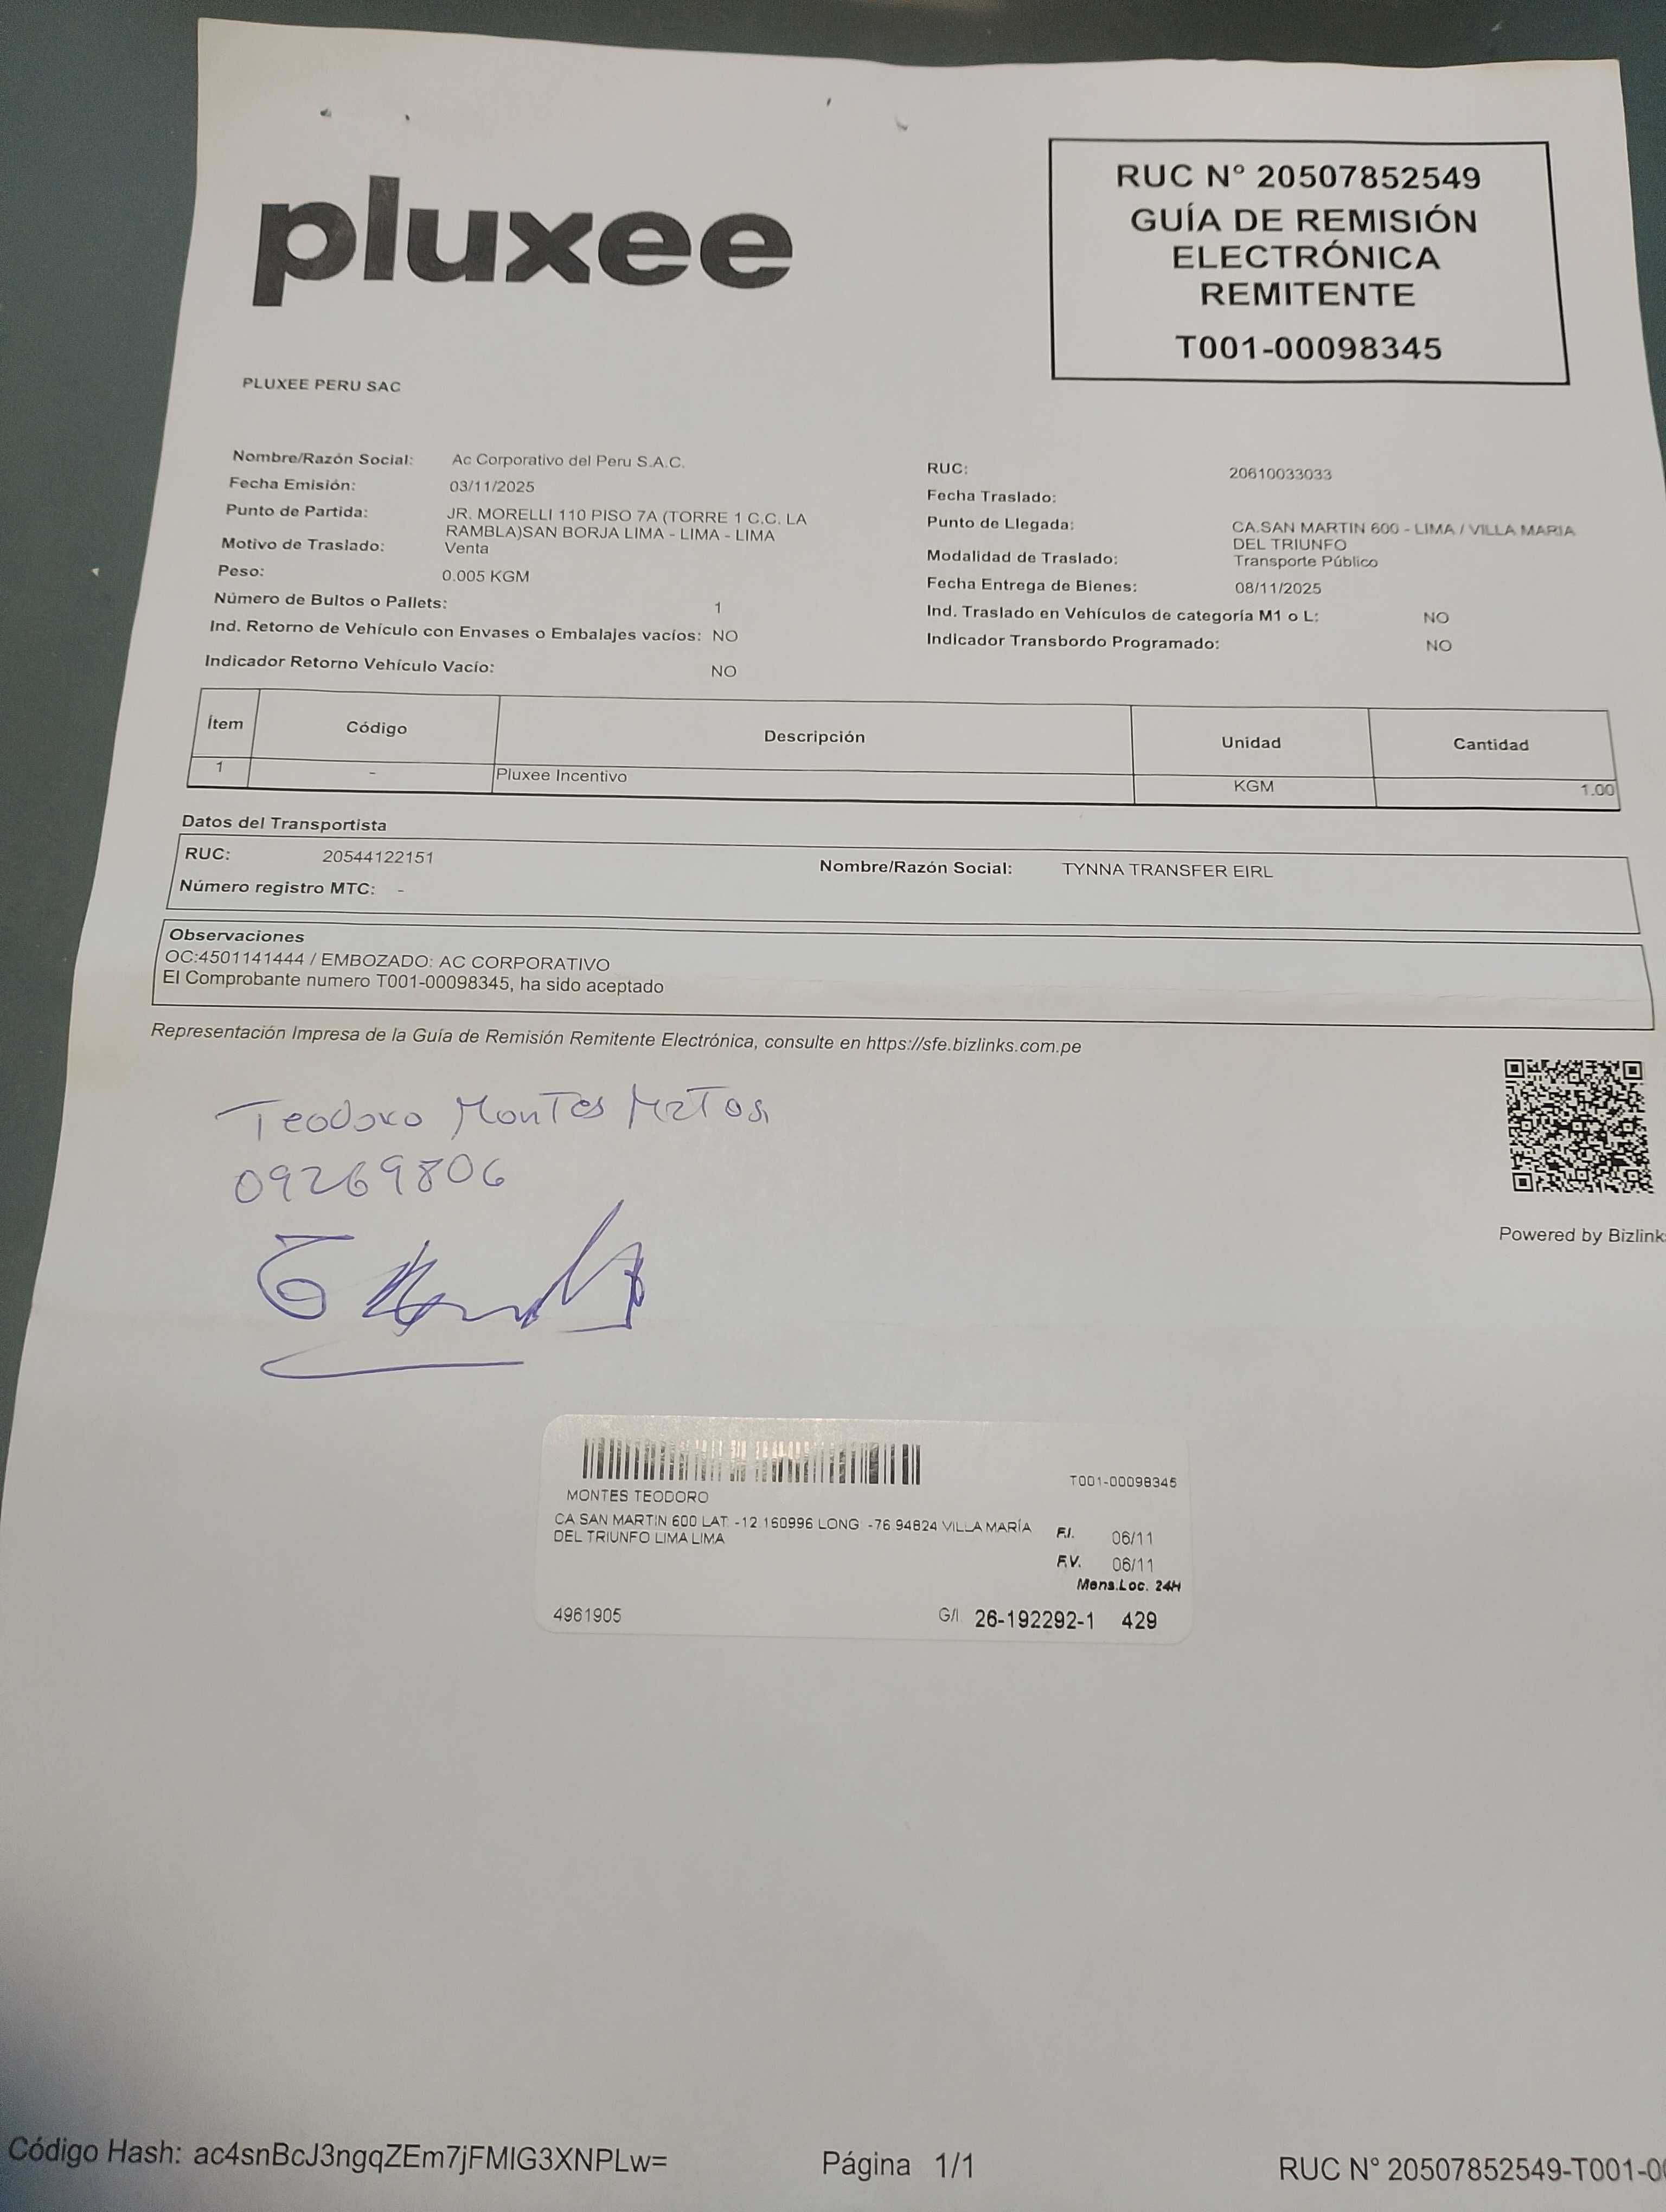 pluxee
RUC N° 20507852549
GUÍA DE REMISIÓN
ELECTRÓNICA
REMITENTE
T001-00098345
PLUXEE PERU SAC
Nombre/Razón Social: Ac Corporativo del Peru S.A.C.
Fecha Emisión: 03/11/2025
Punto de Partida: JR. MORELLI 110 PISO 7A (TORRE 1 C.C. LA
RAMBLA)SAN BORJA LIMA - LIMA - LIMA
Motivo de Traslado: Venta
Peso: 0.005 KGM
Número de Bultos o Pallets: 1
Ind. Retorno de Vehículo con Envases o Embalajes vacíos: NO
Indicador Retorno Vehículo Vacío: NO
RUC: 20610033033
Fecha Traslado:
Punto de Llegada: CA.SAN MARTIN 600 - LIMA / VILLA MARIA
DEL TRIUNFO
Modalidad de Traslado: Transporte Público
Fecha Entrega de Bienes: 08/11/2025
Ind. Traslado en Vehículos de categoría M1 o L: NO
Indicador Transbordo Programado: NO
Ítem Código Descripción Unidad Cantidad
1 - Pluxee Incentivo KGM 1.00
Datos del Transportista
RUC: 20544122151 Nombre/Razón Social: TYNNA TRANSFER EIRL
Número registro MTC: -
Observaciones
OC:4501141444 / EMBOZADO: AC CORPORATIVO
El Comprobante numero T001-00098345, ha sido aceptado
Representación Impresa de la Guía de Remisión Remitente Electrónica, consulte en https://sfe.bizlinks.com.pe
Powered by Bizlink
Teodoro Montes Matos
09269806
T001-00098345
MONTES TEODORO
CA.SAN MARTIN 600 LAT: -12.160996 LONG: -76.94824 VILLA MARÍA
DEL TRIUNFO LIMA LIMA
F.I. 06/11
F.V. 06/11
Mens.Loc. 24H
4961905 G/I. 26-192292-1 429
Código Hash: ac4snBcJ3ngqZEm7jFMIG3XNPLw= Página 1/1 RUC N° 20507852549-T001-0